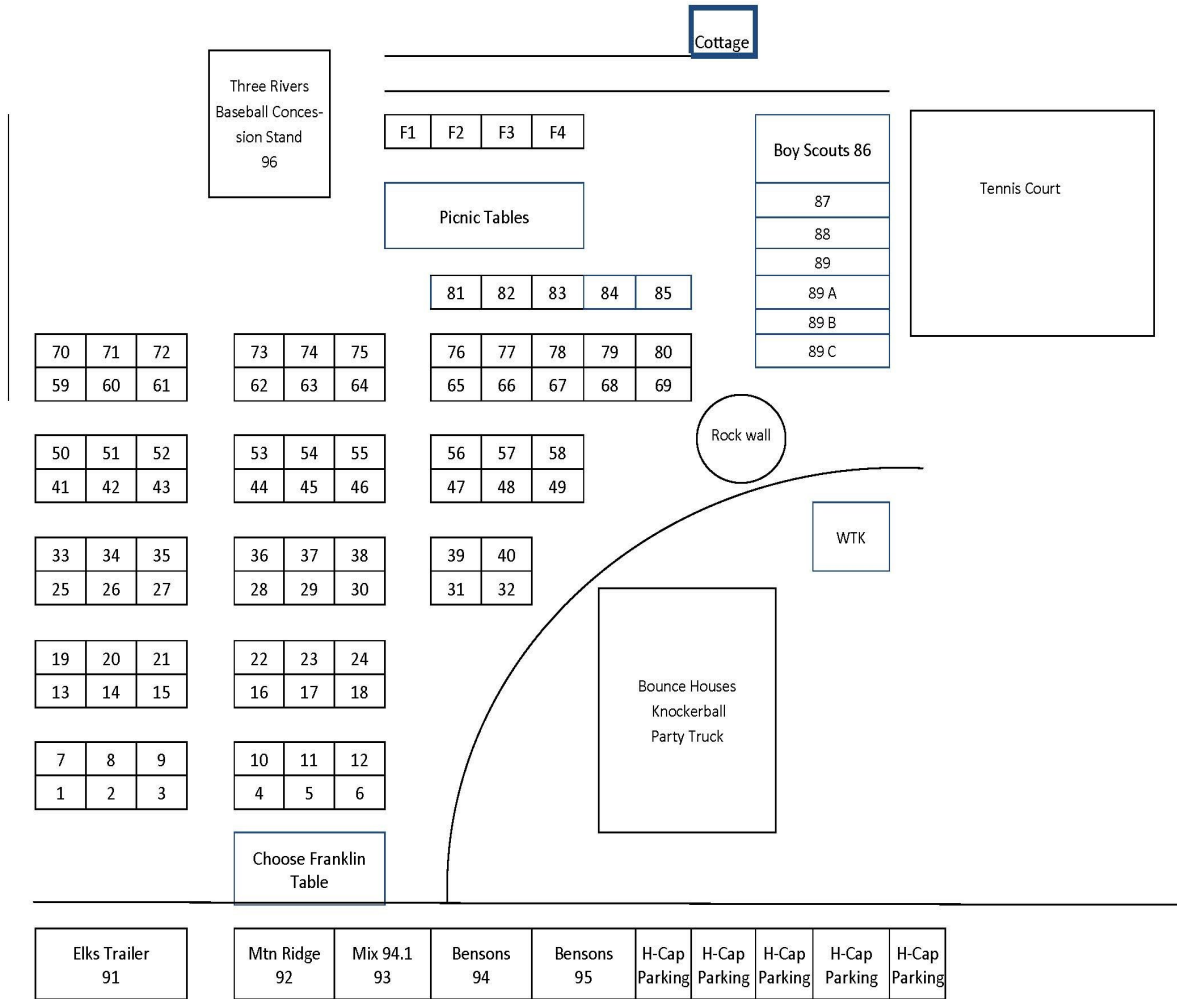 Cottage
Three Rivers
Baseball Conces-
sion Stand
96
F1 F2 F3 F4
Boy Scouts 86
Tennis Court
Picnic Tables
87
88
89
89 A
89 B
89 C
81 82 83 84 85
70 71 72 73 74 75 76 77 78 79 80
59 60 61 62 63 64 65 66 67 68 69
Rock wall
50 51 52 53 54 55 56 57 58
41 42 43 44 45 46 47 48 49
WTK
33 34 35 36 37 38 39 40
25 26 27 28 29 30 31 32
19 20 21 22 23 24
13 14 15 16 17 18
Bounce Houses
Knockerball
Party Truck
7 8 9 10 11 12
1 2 3 4 5 6
Choose Franklin
Table
Elks Trailer
91
Mtn Ridge
92
Mix 94.1
93
Bensons
94
Bensons
95
H-Cap
Parking
H-Cap
Parking
H-Cap
Parking
H-Cap
Parking
H-Cap
Parking